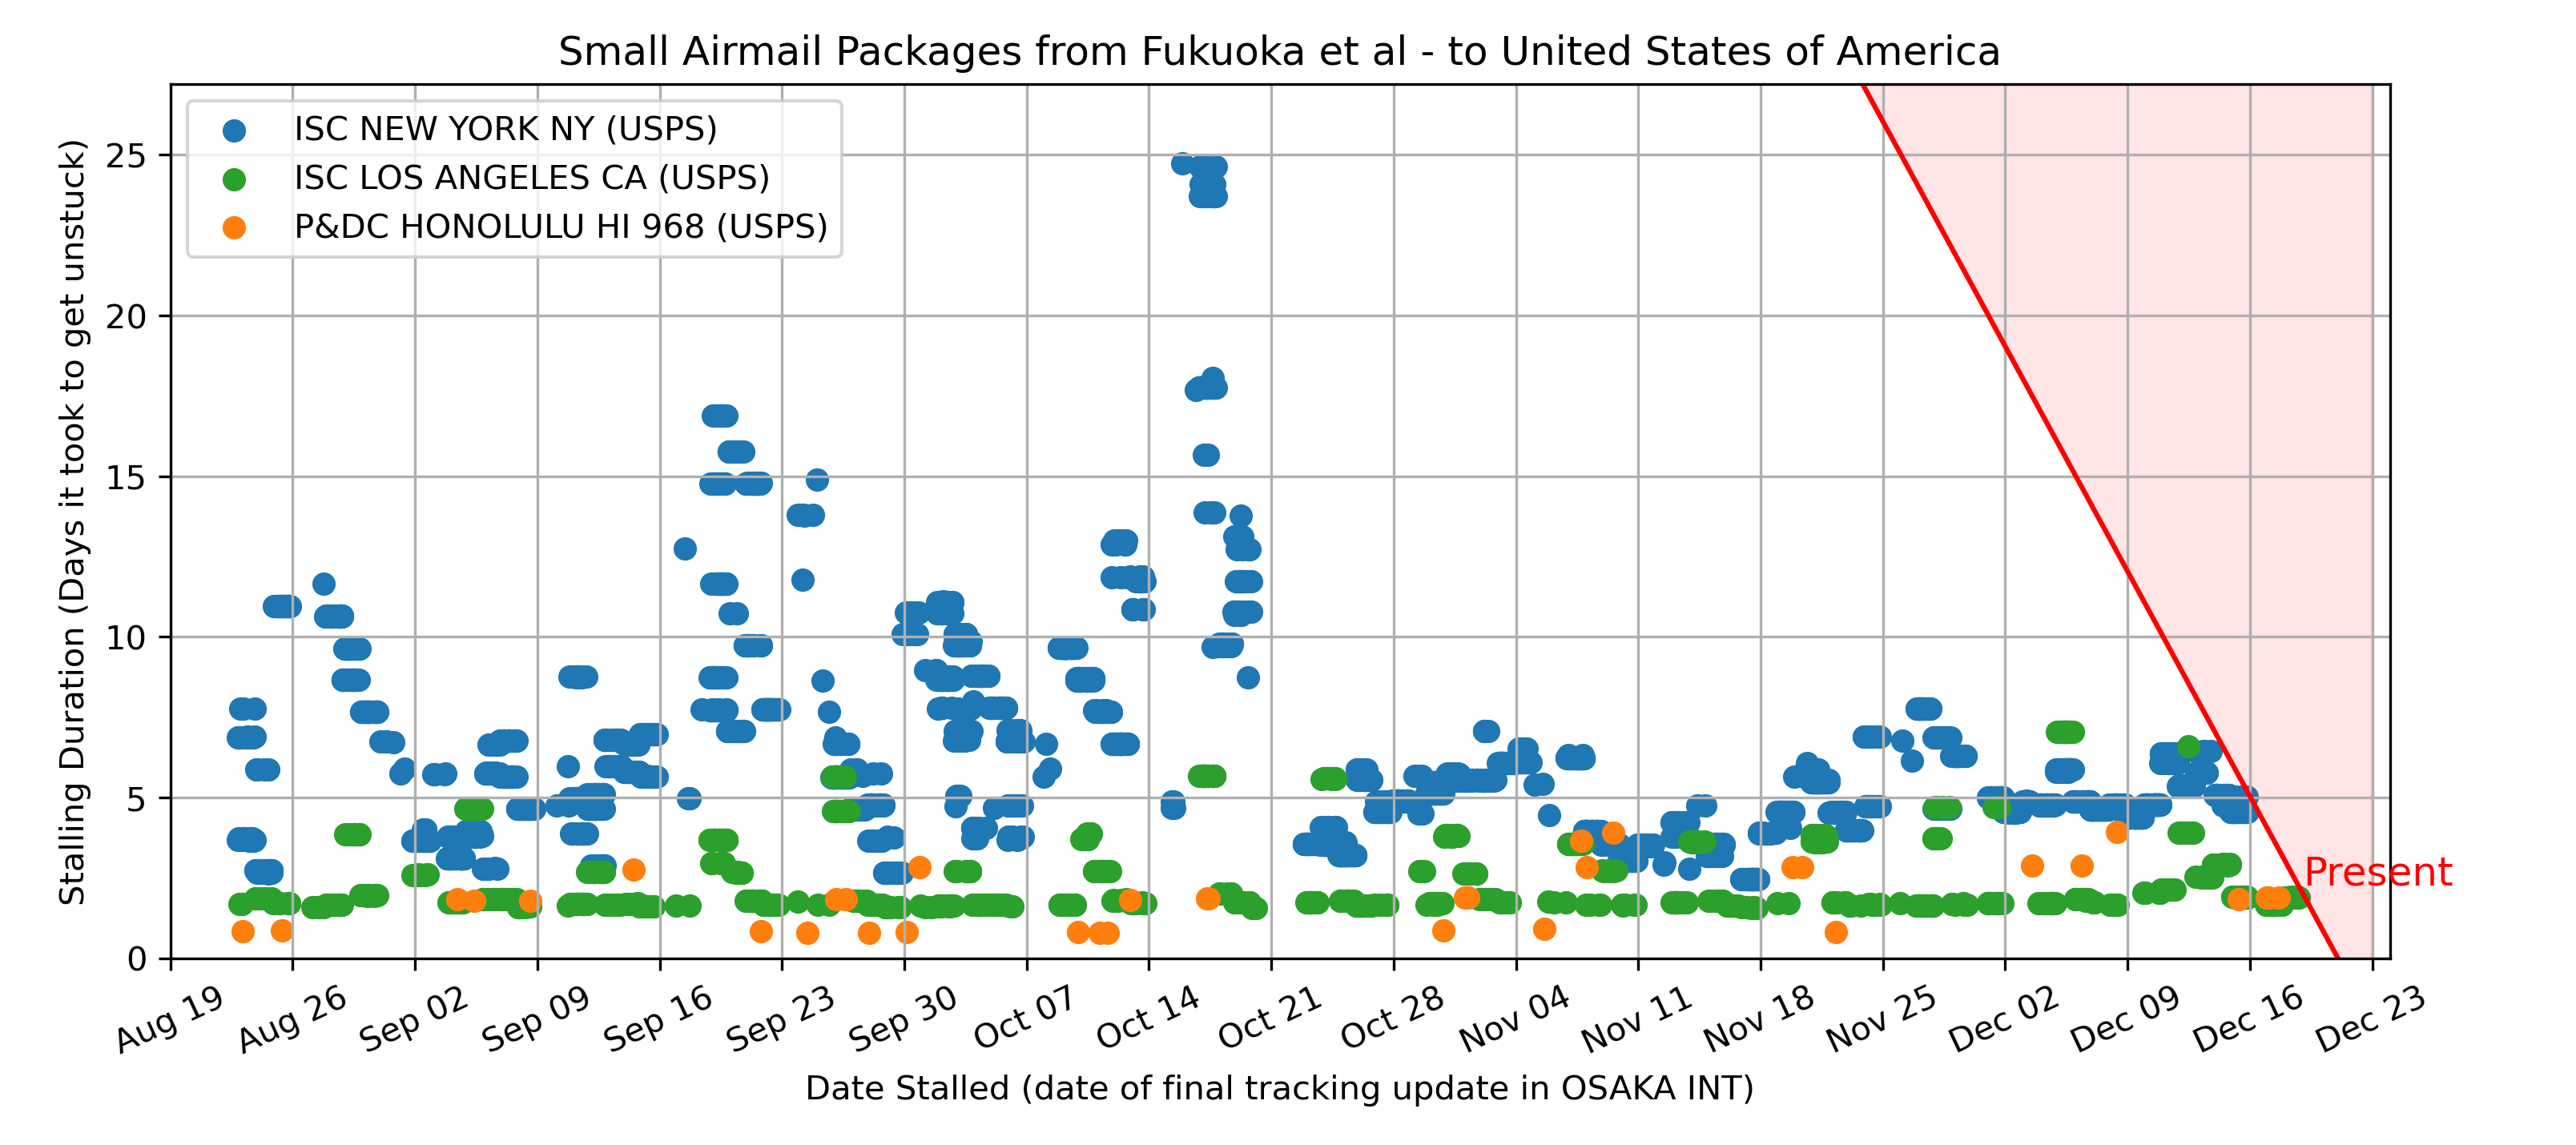 Small Airmail Packages from Fukuoka et al - to United States of America
ISC NEW YORK NY (USPS)
ISC LOS ANGELES CA (USPS)
P&DC HONOLULU HI 968 (USPS)
Stalling Duration (Days it took to get unstuck)
25
20
15
10
5
0
Present
Aug 19
Aug 26
Sep 02
Sep 09
Sep 16
Sep 23
Sep 30
Oct 07
Oct 14
Oct 21
Oct 28
Nov 04
Nov 11
Nov 18
Nov 25
Dec 02
Dec 09
Dec 16
Dec 23
Date Stalled (date of final tracking update in OSAKA INT)